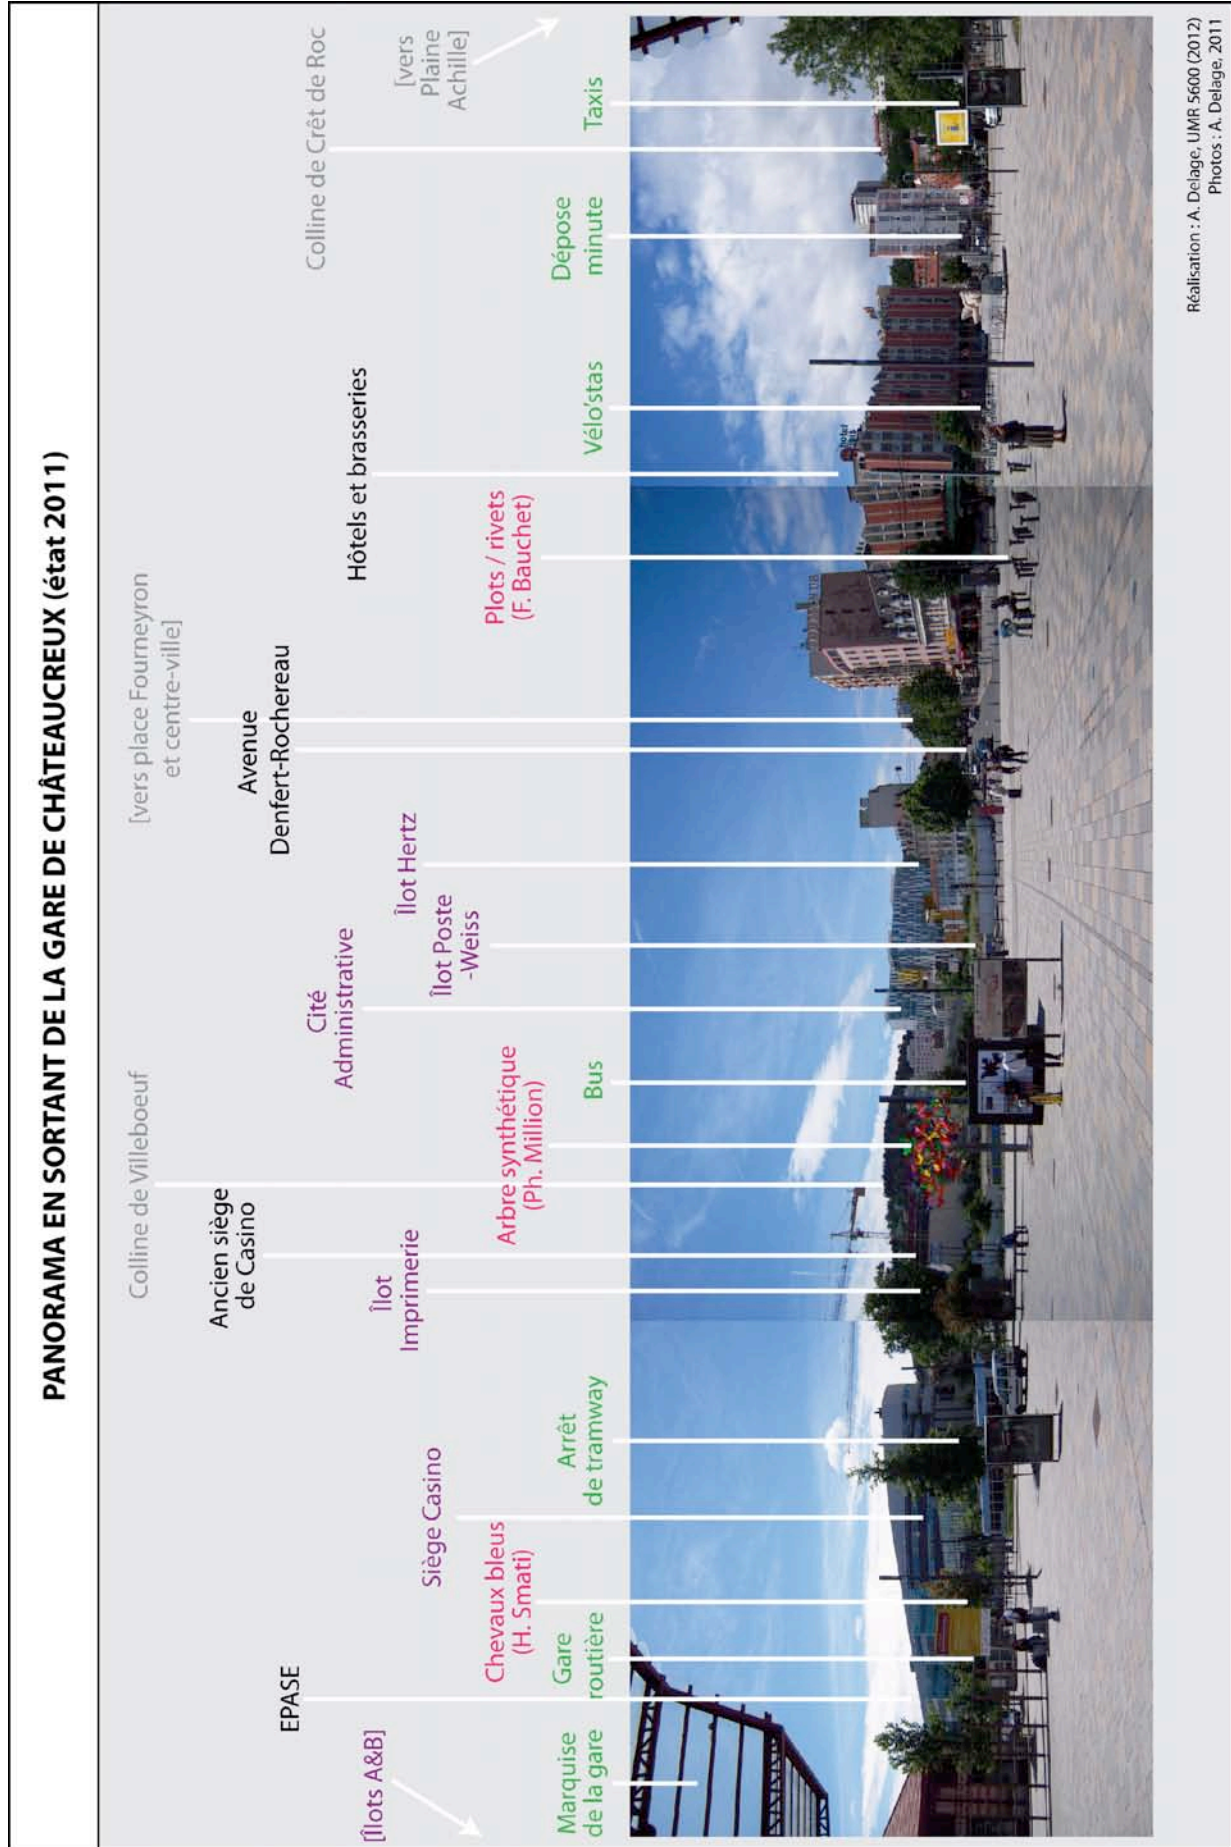 PANORAMA EN SORTANT DE LA GARE DE CHÂTEAUCREUX (état 2011)
Colline de Villeboeuf
[vers place Fourneyron
et centre-ville]
Ancien siège
de Casino
Avenue
Denfert-Rochereau
EPASE
Cité
Administrative
Colline de Crêt de Roc
Hôtels et brasseries
[Îlots A&B]
Îlot
Imprimerie
Îlot Hertz
Siège Casino
Îlot Poste
-Weiss
[vers
Plaine
Achille]
Chevaux bleus
(H. Smati)
Arbre synthétique
(Ph. Million)
Plots / rivets
(F. Bauchet)
Marquise
de la gare
Gare
routière
Arrêt
de tramway
Bus
Vélo'stas
Dépose
minute
Taxis
hotel
Réalisation : A. Delage, UMR 5600 (2012)
Photos : A. Delage, 2011